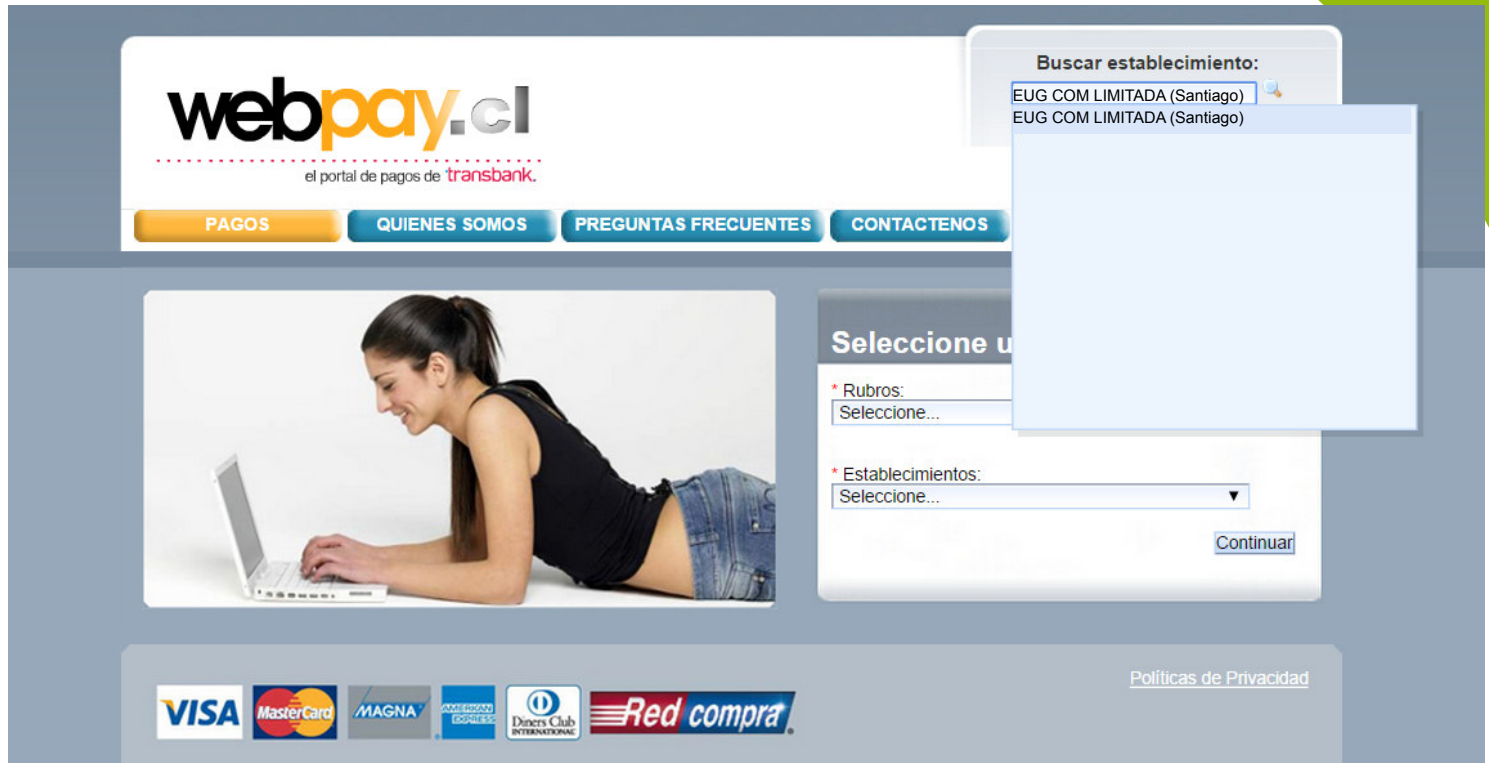 Buscar establecimiento:
EUG COM LIMITADA (Santiago)
EUG COM LIMITADA (Santiago)
webpay.cl
el portal de pagos de transbank.
PAGOS
QUIENES SOMOS
PREGUNTAS FRECUENTES
CONTACTENOS
Seleccione u
* Rubros:
Seleccione...
* Establecimientos:
Seleccione...
Continuar
Políticas de Privacidad
VISA
MasterCard
MAGNA
AMERICAN EXPRESS
Diners Club
INTERNATIONAL
Red compra